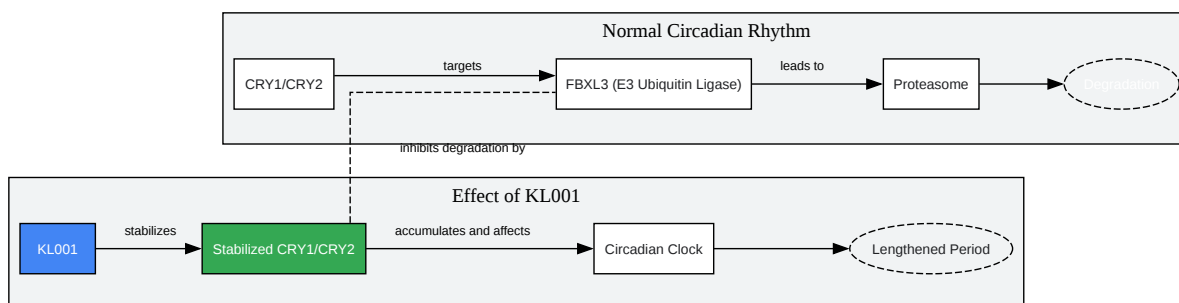 Normal Circadian Rhythm
CRY1/CRY2
targets
FBXL3 (E3 Ubiquitin Ligase)
leads to
Proteasome
Degradation
inhibits degradation by
Effect of KL001
KL001
stabilizes
Stabilized CRY1/CRY2
accumulates and affects
Circadian Clock
Lengthened Period